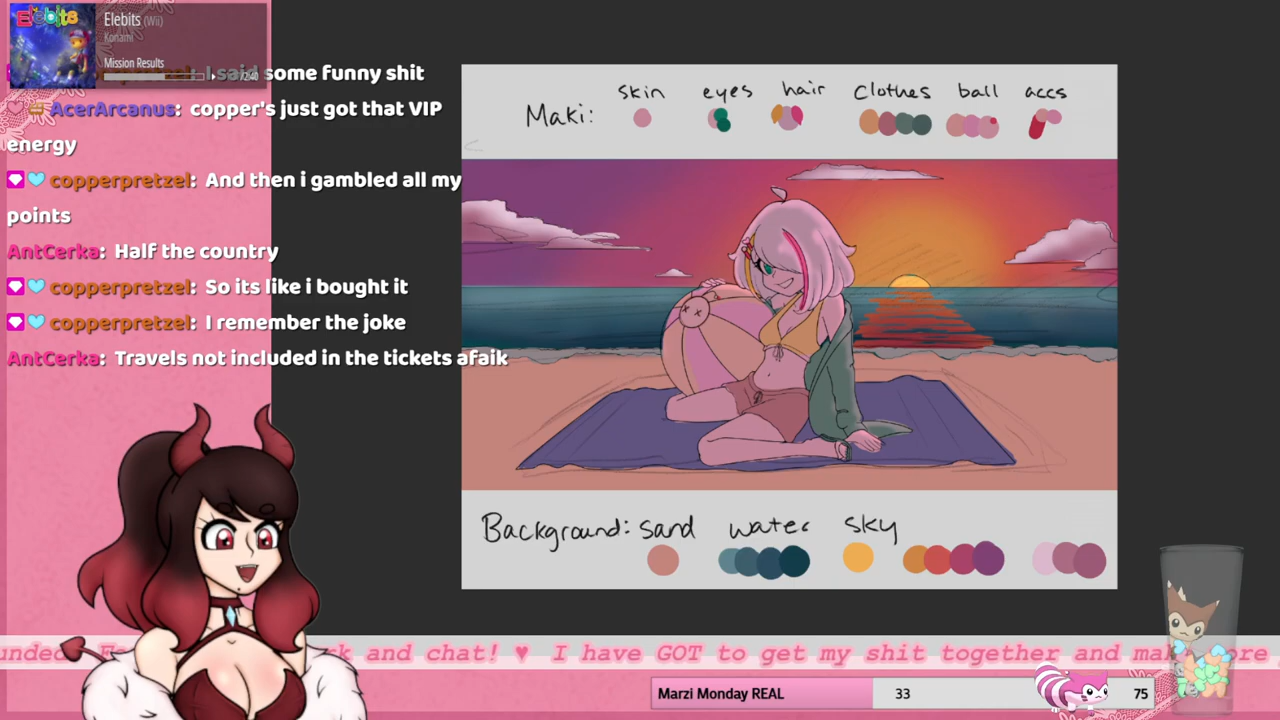 Elebits
Elebits (Wii)
Konami
Mission Results
I said some funny shit
AcerArcanus: copper's just got that VIP
energy
copperpretzel: And then i gambled all my
points
AntCerka: Half the country
copperpretzel: So its like i bought it
copperpretzel: I remember the joke
AntCerka: Travels not included in the tickets afaik
skin eyes hair clothes ball accs
Maki:
Background: sand water sky
and chat! ♥ I have GOT to get my shit together and
Marzi Monday REAL 33 75